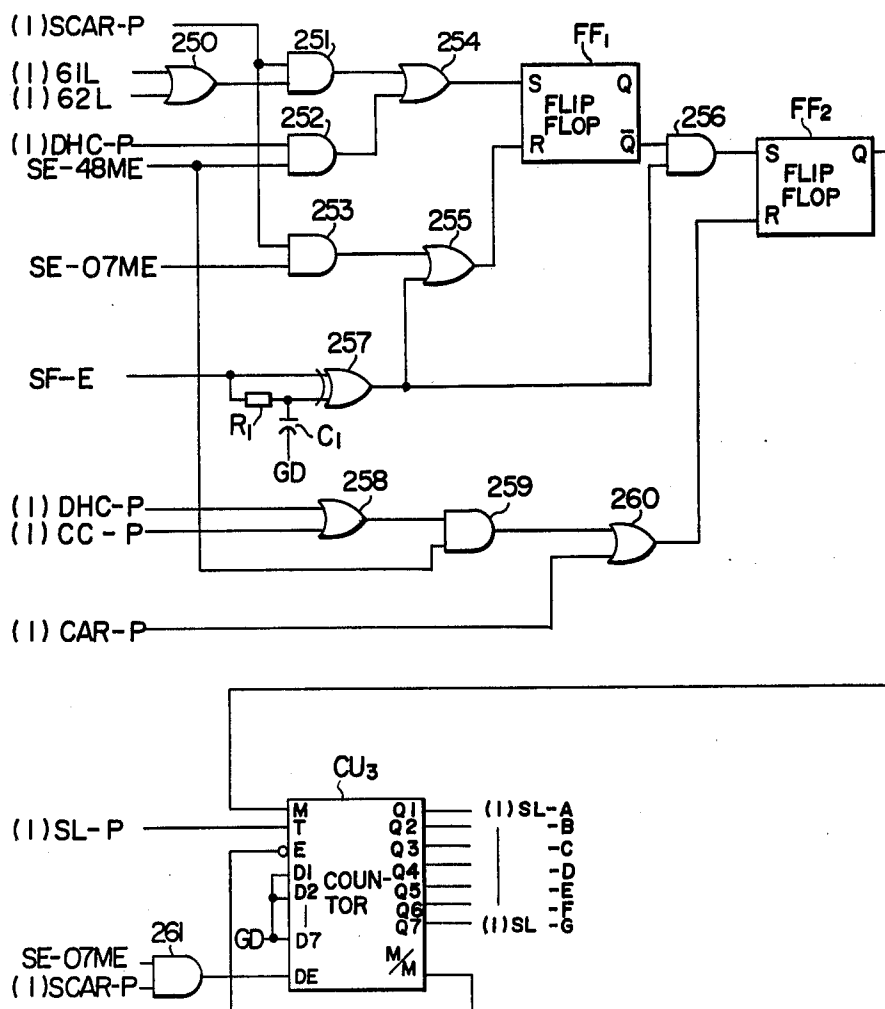 (1)SCAR-P
250
251
254
FF1
(1)61L
(1)62L
S Q
FLIP
FLOP
R Q̄
252
(1)DHC-P
SE-48ME
256
FF2
S Q
FLIP
FLOP
R
253
255
SE-07ME
257
SF-E
R1
C1
GD
258
259
260
(1)DHC-P
(1)CC-P
(1)CAR-P
CU3
(1)SL-P
M Q1 (1)SL-A
T Q2 -B
E Q3 -C
D1 COUN- Q4 -D
D2 TOR Q5 -E
Q6 -F
GD D7 Q7 (1)SL-G
M/M
261
SE-07ME
(1)SCAR-P
DE